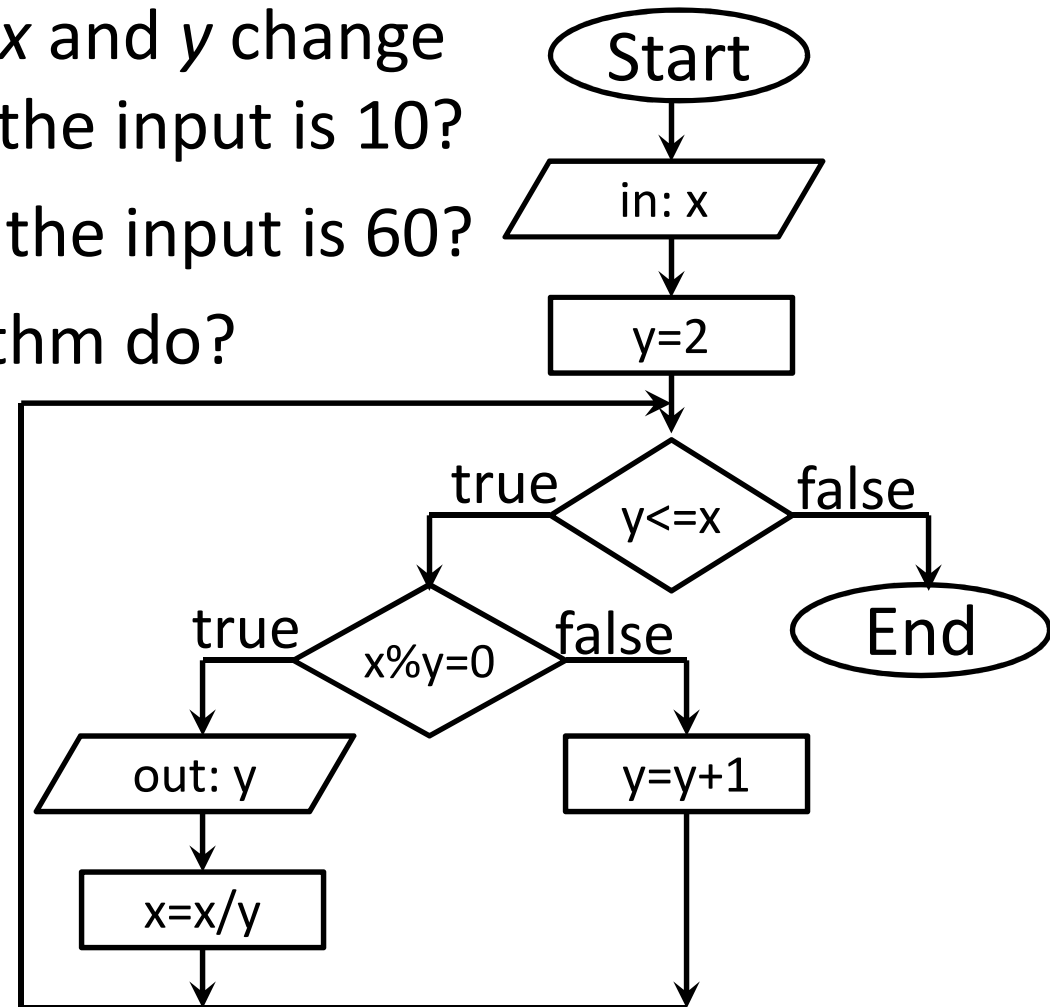 x and y change
the input is 10?
the input is 60?
thm do?
Start
in: x
y=2
y<=x
true
false
End
x%y=0
true
false
out: y
y=y+1
x=x/y